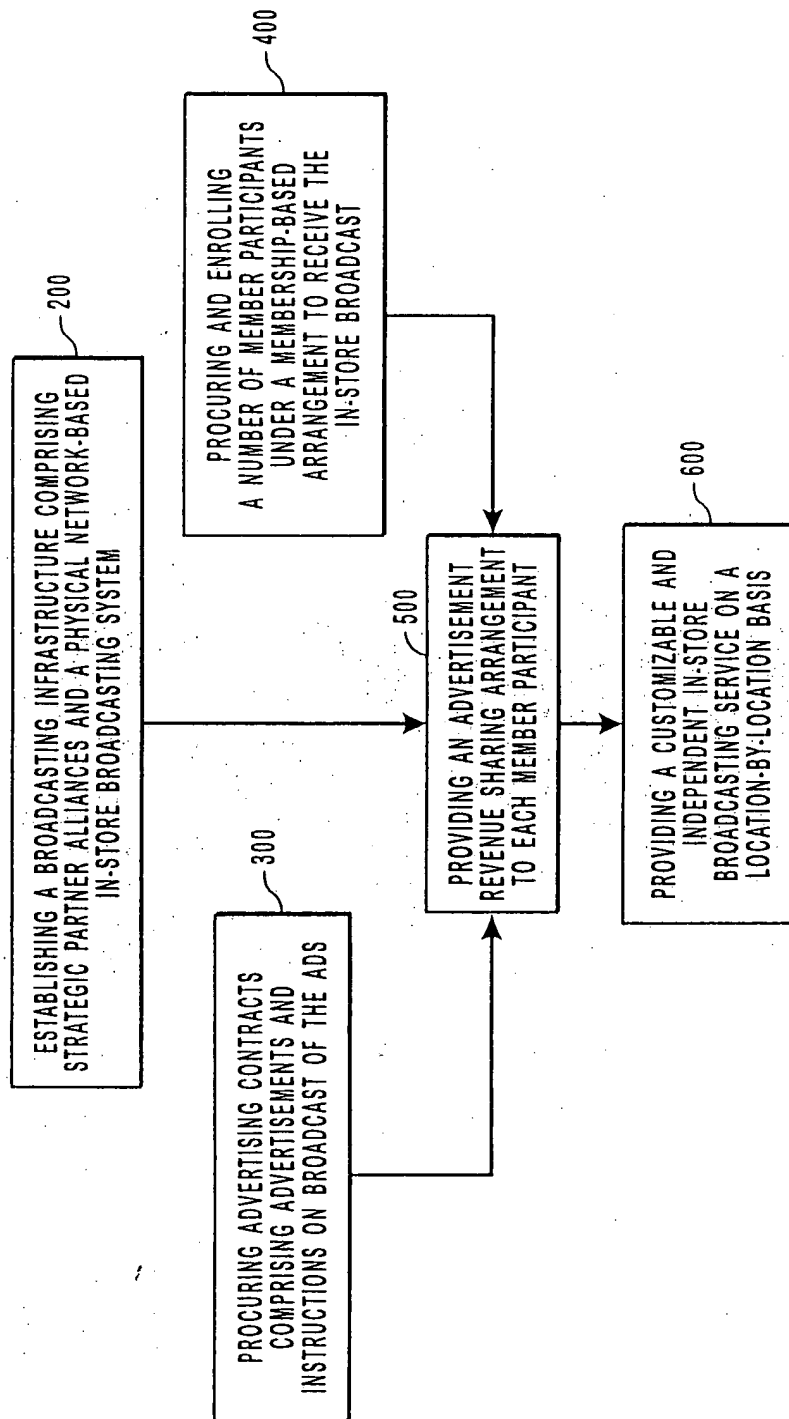 200
ESTABLISHING A BROADCASTING INFRASTRUCTURE COMPRISING
STRATEGIC PARTNER ALLIANCES AND A PHYSICAL NETWORK-BASED
IN-STORE BROADCASTING SYSTEM
300
PROCURING ADVERTISING CONTRACTS
COMPRISING ADVERTISEMENTS AND
INSTRUCTIONS ON BROADCAST OF THE ADS
400
PROCURING AND ENROLLING
A NUMBER OF MEMBER PARTICIPANTS
UNDER A MEMBERSHIP-BASED
ARRANGEMENT TO RECEIVE THE
IN-STORE BROADCAST
500
PROVIDING AN ADVERTISEMENT
REVENUE SHARING ARRANGEMENT
TO EACH MEMBER PARTICIPANT
600
PROVIDING A CUSTOMIZABLE AND
INDEPENDENT IN-STORE
BROADCASTING SERVICE ON A
LOCATION-BY-LOCATION BASIS